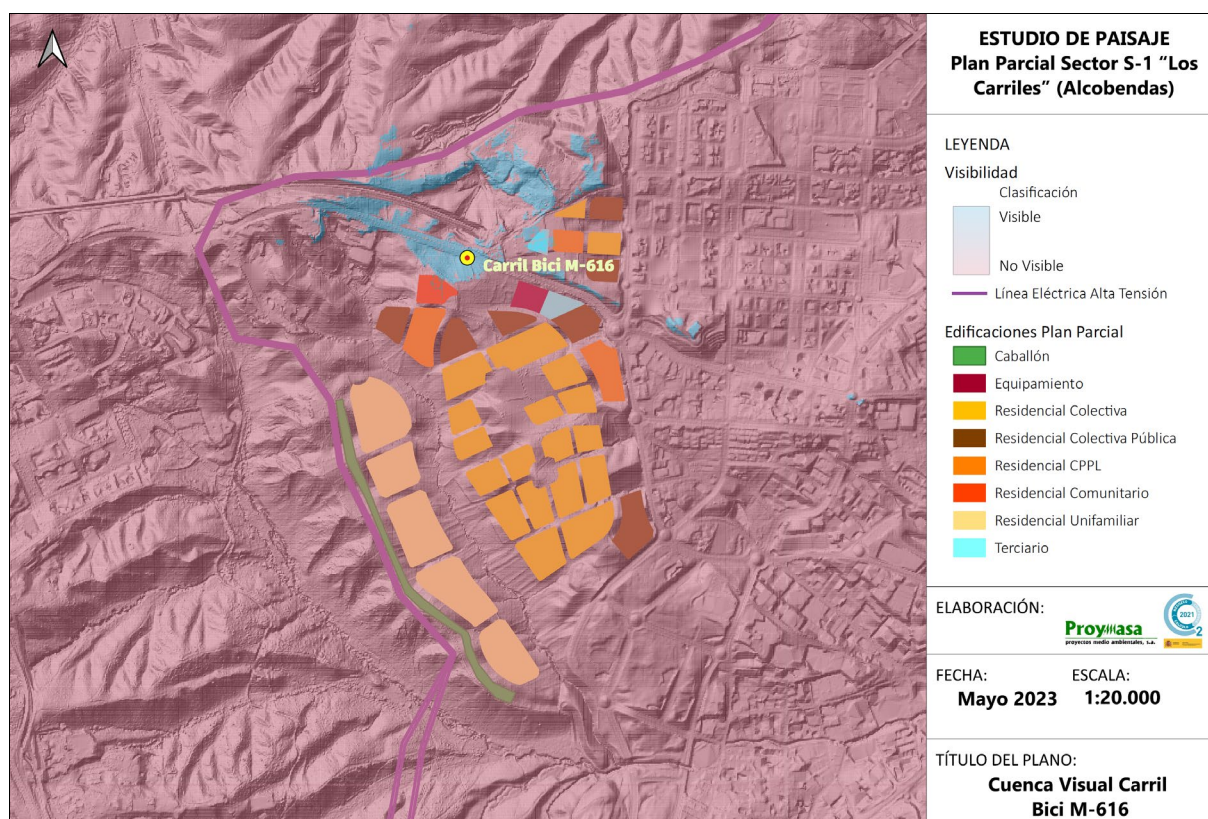 Carril Bici M-616
ESTUDIO DE PAISAJE
Plan Parcial Sector S-1 “Los
Carriles” (Alcobendas)
LEYENDA
Visibilidad
Clasificación
Visible
No Visible
Línea Eléctrica Alta Tensión
Edificaciones Plan Parcial
Caballón
Equipamiento
Residencial Colectiva
Residencial Colectiva Pública
Residencial CPPL
Residencial Comunitario
Residencial Unifamiliar
Terciario
ELABORACIÓN:
Proymasa
proyectos medio ambientales, s.a.
2021
2
FECHA:
Mayo 2023
ESCALA:
1:20.000
TÍTULO DEL PLANO:
Cuenca Visual Carril
Bici M-616